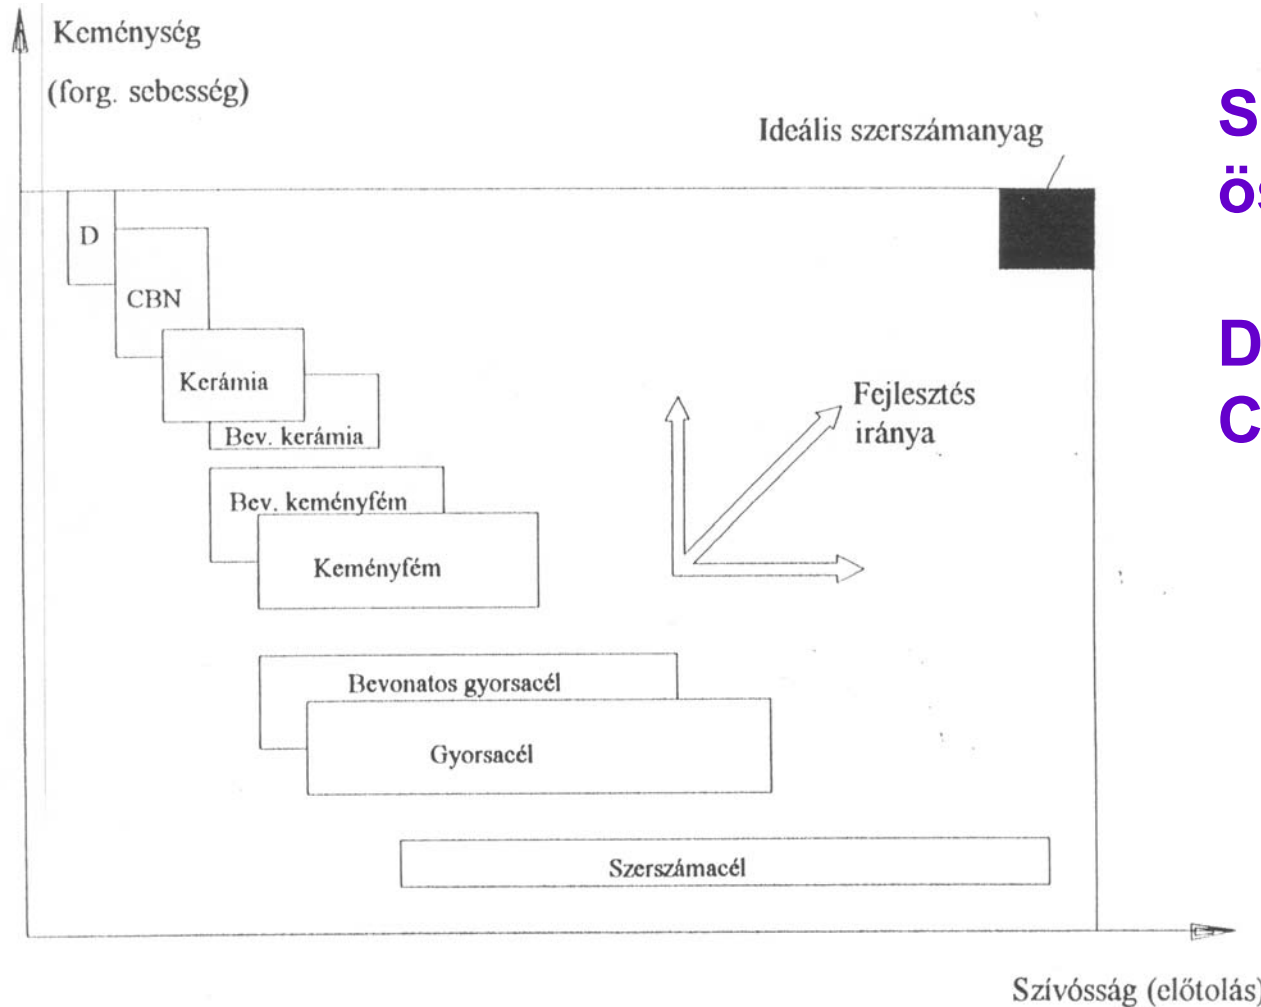 Keménység
(forg. sebesség)
Ideális szerszámanyag
S
ös
D
C
D
CBN
Kerámia
Bev. kerámia
Fejlesztés
iránya
Bev. keményfém
Keményfém
Bevonatos gyorsacél
Gyorsacél
Szerszámacél
Szívósság (előtolás)